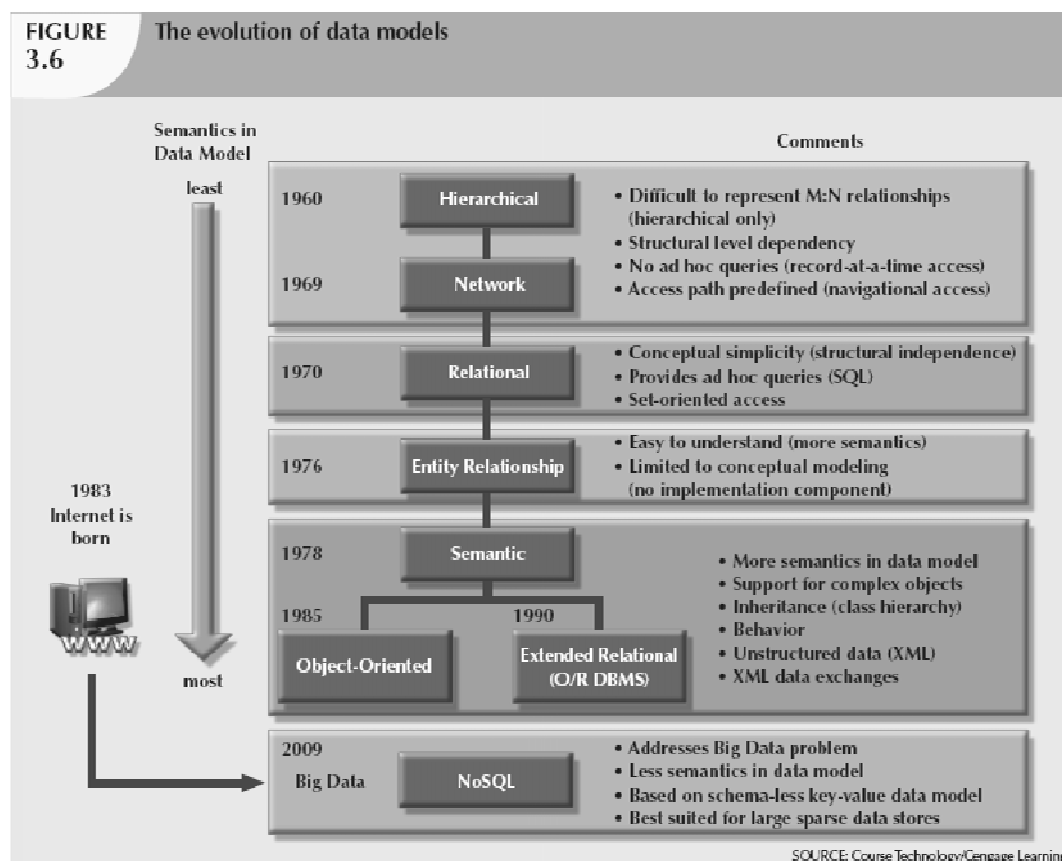 FIGURE
3.6
The evolution of data models
Semantics in
Data Model
least
Comments
1960
Hierarchical
• Difficult to represent M:N relationships
(hierarchical only)
• Structural level dependency
• No ad hoc queries (record-at-a-time access)
• Access path predefined (navigational access)
1969
Network
1970
Relational
• Conceptual simplicity (structural independence)
• Provides ad hoc queries (SQL)
• Set-oriented access
1976
Entity Relationship
• Easy to understand (more semantics)
• Limited to conceptual modeling
(no implementation component)
1983
Internet is
born
WWW
most
1978
Semantic
1985
Object-Oriented
1990
Extended Relational
(O/R DBMS)
• More semantics in data model
• Support for complex objects
• Inheritance (class hierarchy)
• Behavior
• Unstructured data (XML)
• XML data exchanges
2009
Big Data
NoSQL
• Addresses Big Data problem
• Less semantics in data model
• Based on schema-less key-value data model
• Best suited for large sparse data stores
SOURCE: Course Technology/Cengage Learning